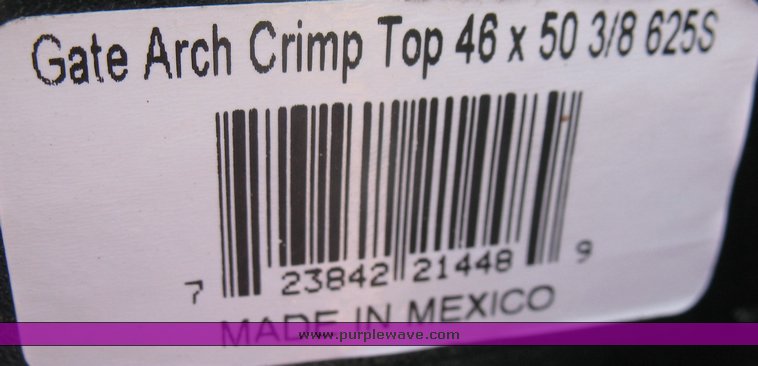 Gate Arch Crimp Top 46 x 50 3/8 625S
7 23842 21448 9
MADE IN MEXICO
www.purplewave.com